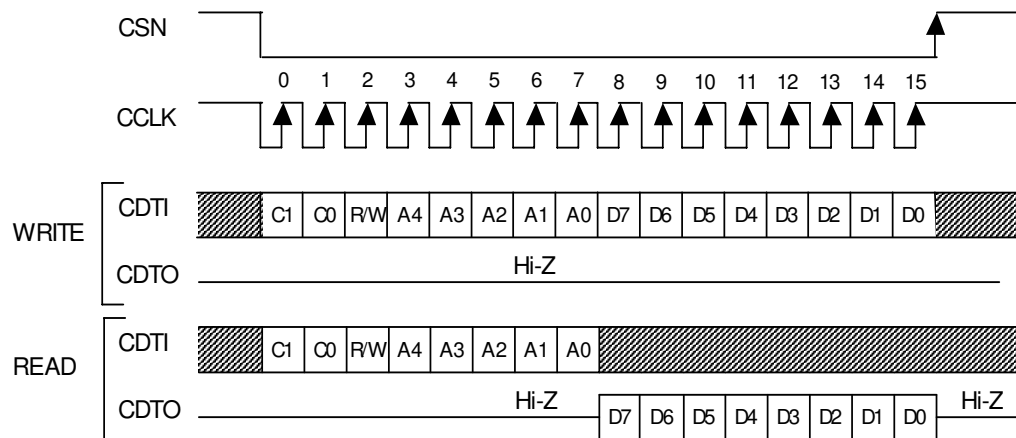 CSN
0 1 2 3 4 5 6 7 8 9 10 11 12 13 14 15
CCLK
WRITE
CDTI
C1 C0 R/W A4 A3 A2 A1 A0 D7 D6 D5 D4 D3 D2 D1 D0
CDTO
Hi-Z
READ
CDTI
C1 C0 R/W A4 A3 A2 A1 A0
CDTO
Hi-Z
D7 D6 D5 D4 D3 D2 D1 D0
Hi-Z